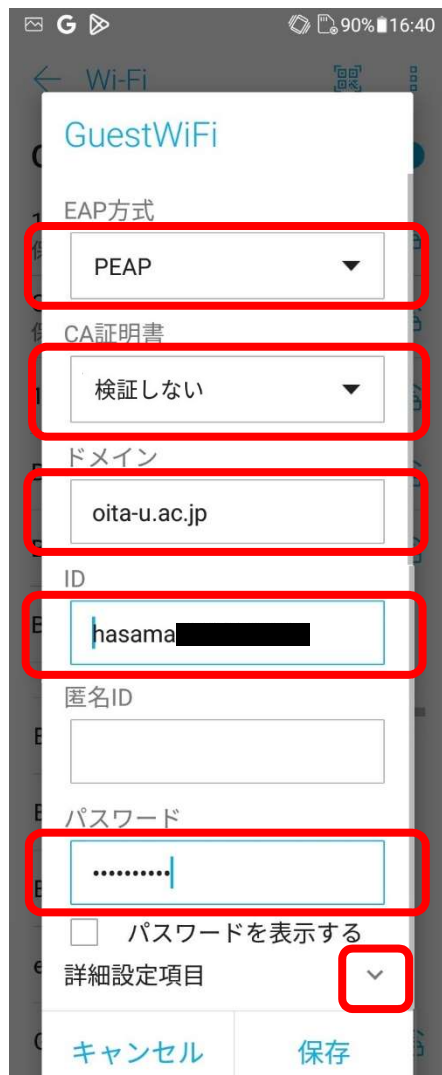 G 90% 16:40
Wi-Fi
GuestWiFi
EAP方式
PEAP
CA証明書
検証しない
ドメイン
oita-u.ac.jp
ID
hasama
匿名ID
パスワード
••••••••••
パスワードを表示する
詳細設定項目
キャンセル 保存